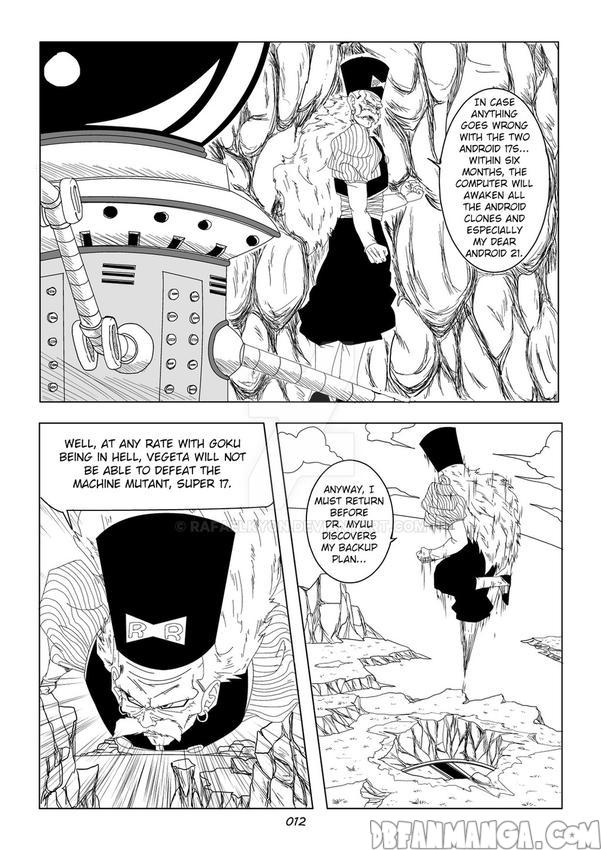 IN CASE
ANYTHING
GOES WRONG
WITH THE TWO
ANDROID 17S...
WITHIN SIX
MONTHS, THE
COMPUTER WILL
AWAKEN ALL
THE ANDROID
CLONES AND
ESPECIALLY
MY DEAR
ANDROID 21.
WELL, AT ANY RATE WITH GOKU
BEING IN HELL, VEGETA WILL NOT
BE ABLE TO DEFEAT THE
MACHINE MUTANT, SUPER 17.
RR
ANYWAY, I
MUST RETURN
BEFORE
DR. MYUU
DISCOVERS
MY BACKUP
PLAN...
012
DBFANMANGA.COM